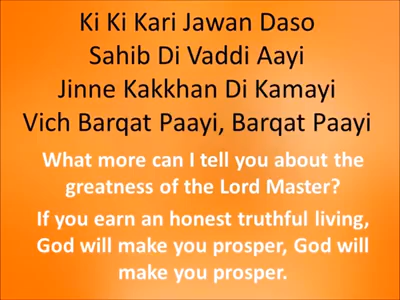 Ki Ki Kari Jawan Daso
Sahib Di Vaddi Aayi
Jinne Kakkhan Di Kamayi
Vich Barqat Paayi, Barqat Paayi
What more can I tell you about the
greatness of the Lord Master?
If you earn an honest truthful living,
God will make you prosper, God will
make you prosper.